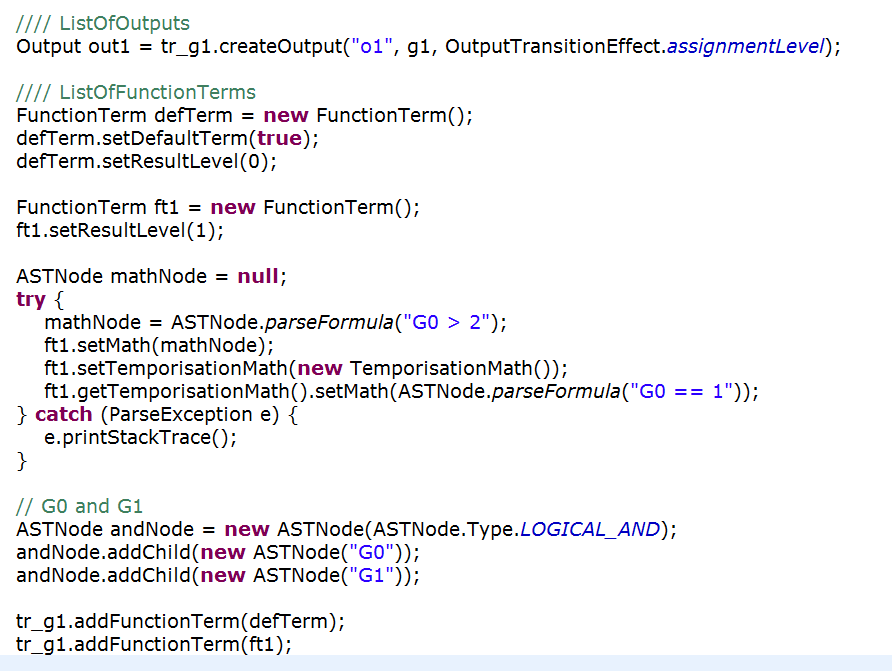 //// ListOfOutputs
Output out1 = tr_g1.createOutput("o1", g1, OutputTransitionEffect.assignmentLevel);
//// ListOfFunctionTerms
FunctionTerm defTerm = new FunctionTerm();
defTerm.setDefaultTerm(true);
defTerm.setResultLevel(0);
FunctionTerm ft1 = new FunctionTerm();
ft1.setResultLevel(1);
ASTNode mathNode = null;
try {
mathNode = ASTNode.parseFormula("G0 > 2");
ft1.setMath(mathNode);
ft1.setTemporisationMath(new TemporisationMath());
ft1.getTemporisationMath().setMath(ASTNode.parseFormula("G0 == 1"));
} catch (ParseException e) {
e.printStackTrace();
}
// G0 and G1
ASTNode andNode = new ASTNode(ASTNode.Type.LOGICAL_AND);
andNode.addChild(new ASTNode("G0"));
andNode.addChild(new ASTNode("G1"));
tr_g1.addFunctionTerm(defTerm);
tr_g1.addFunctionTerm(ft1);